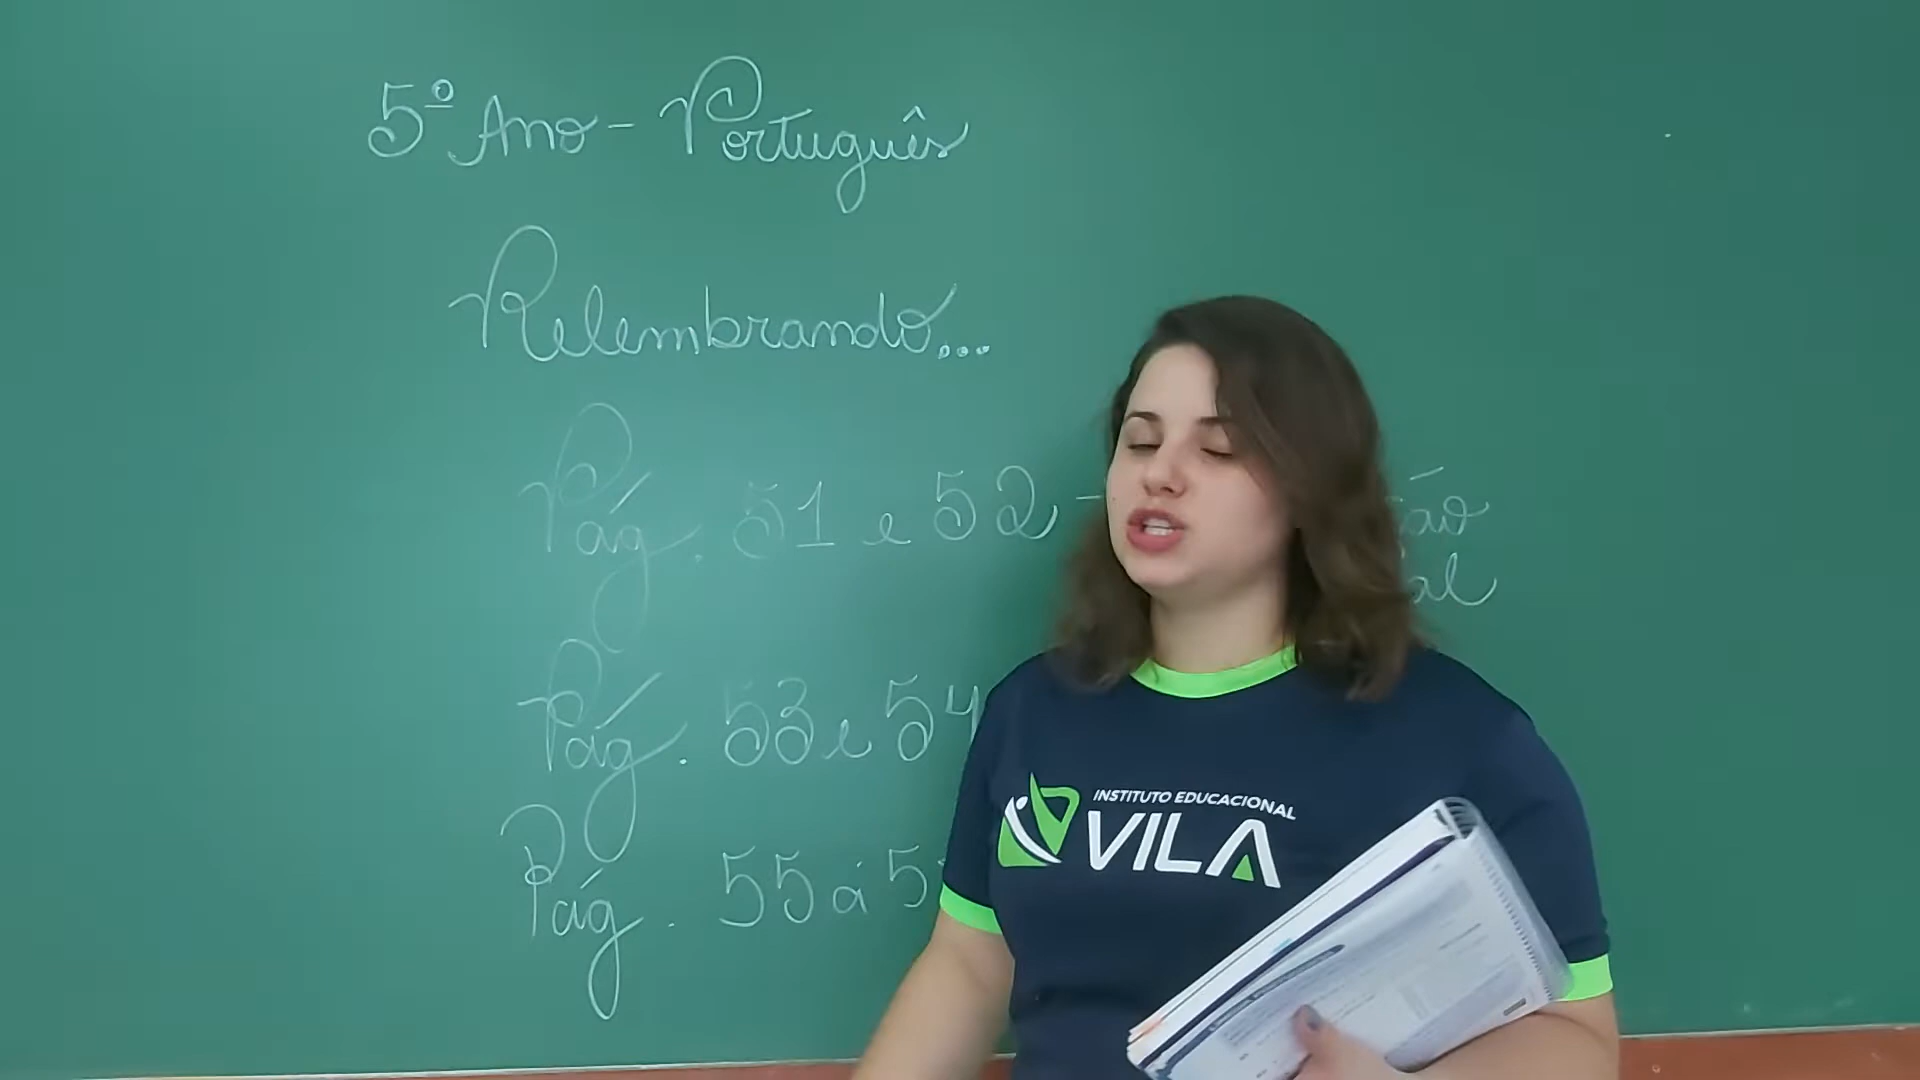 5º Ano - Português
Relembrando...
Pág. 51 e 52 -
Pág. 53 e 54
Pág. 55 á
INSTITUTO EDUCACIONAL
VILA